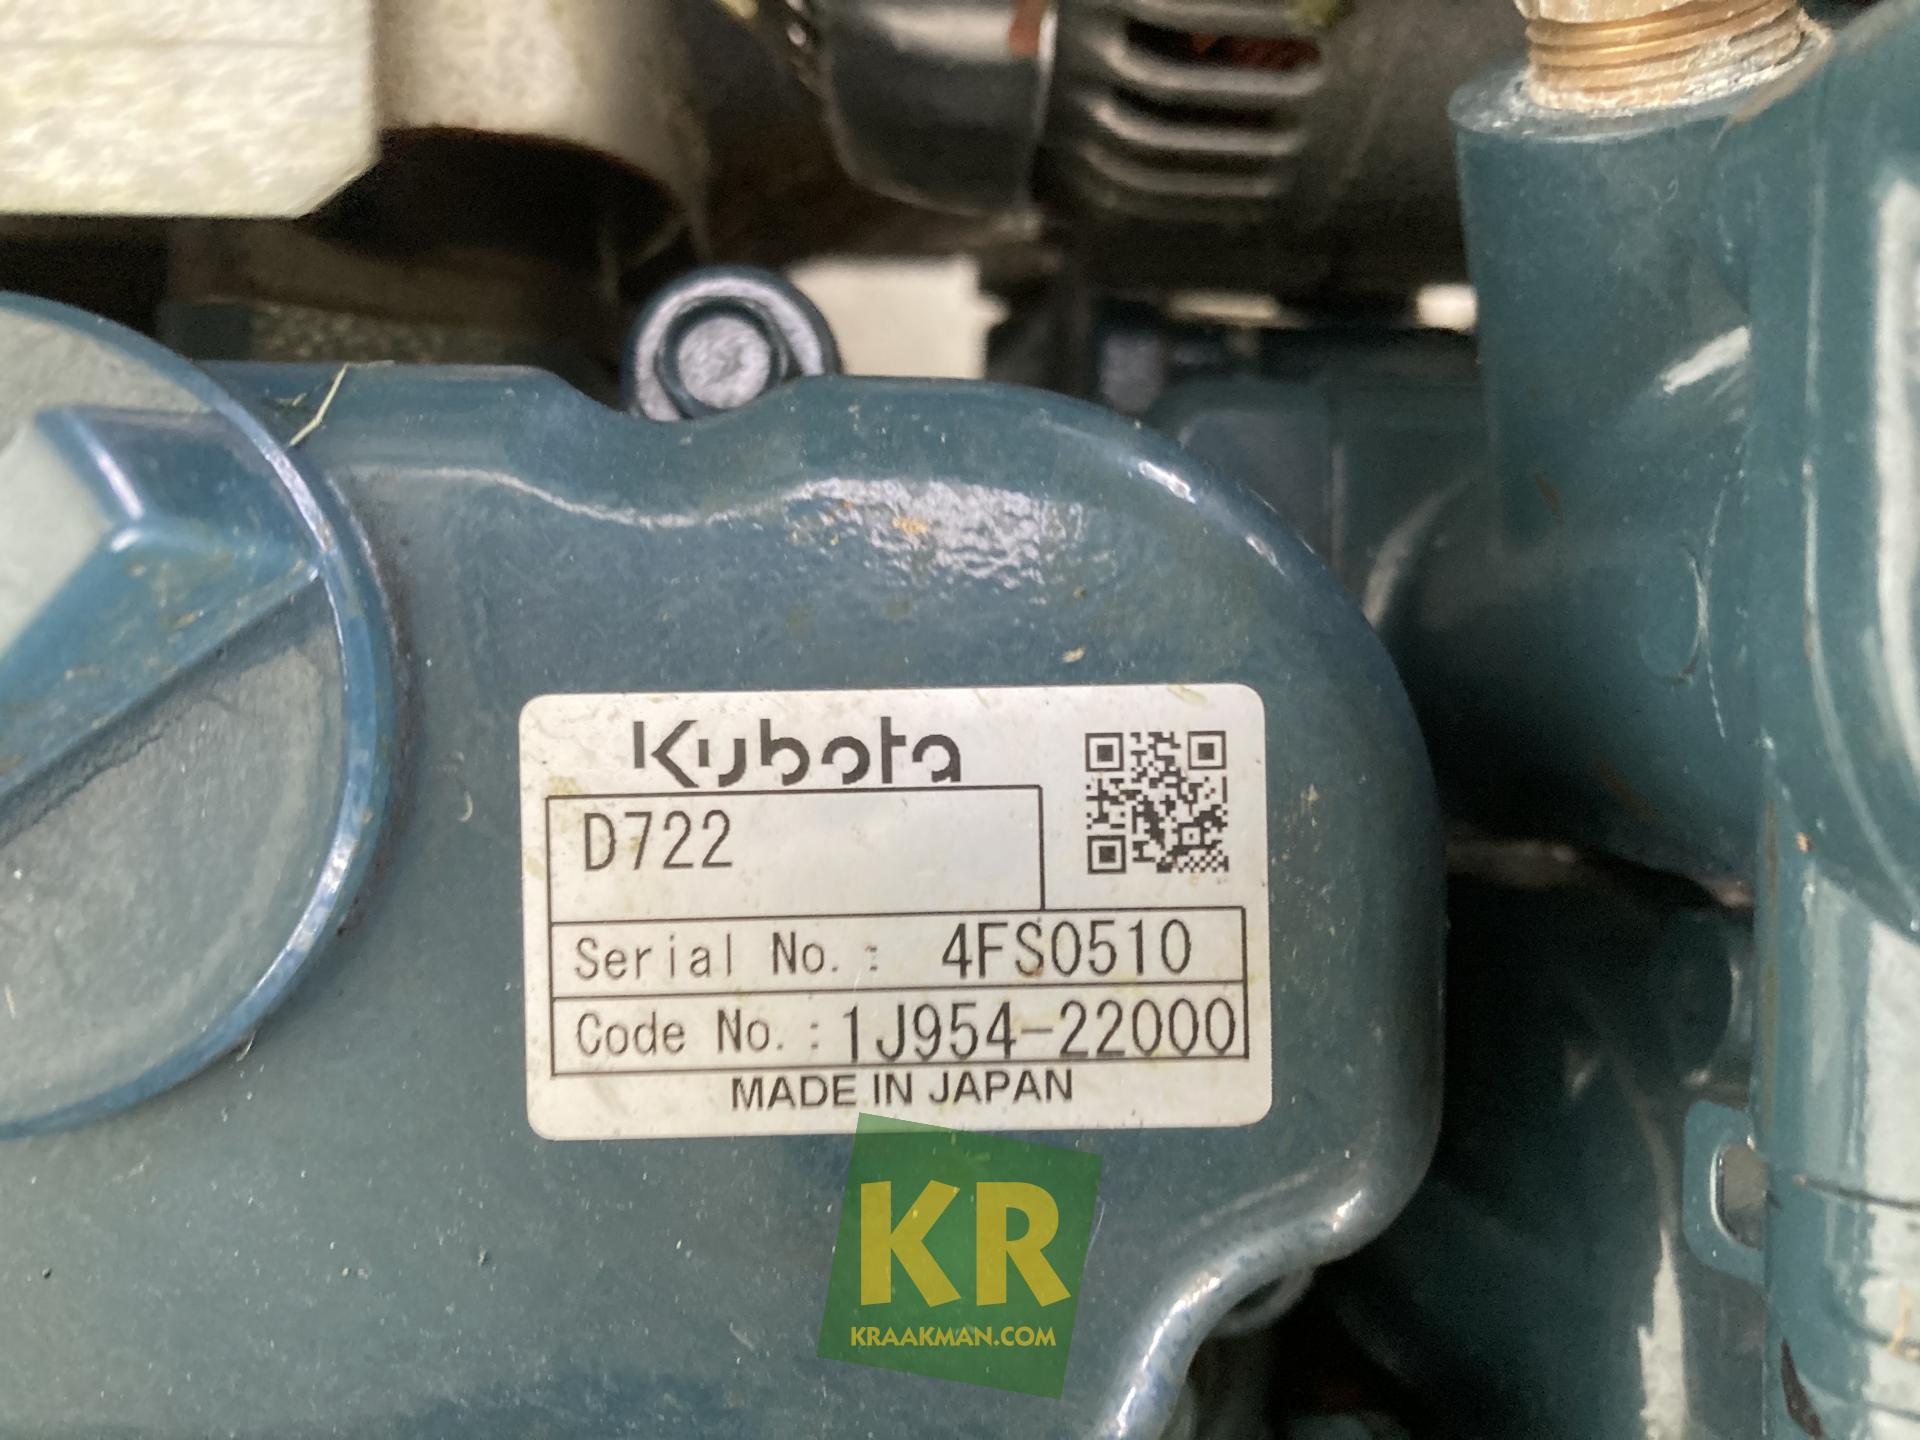 Kubota
D722
Serial No.: 4FS0510
Code No.: 1J954-22000
MADE IN JAPAN
KR
KRAAKMAN.COM